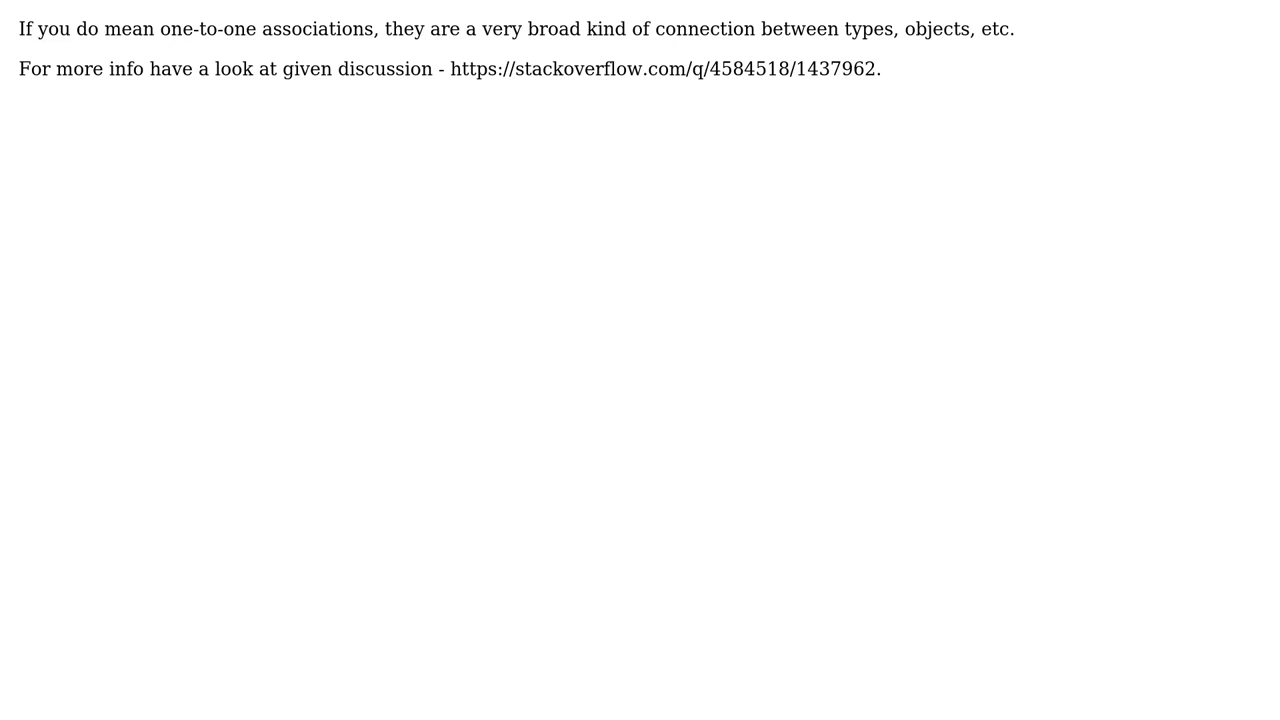 If you do mean one-to-one associations, they are a very broad kind of connection between types, objects, etc.
For more info have a look at given discussion - https://stackoverflow.com/q/4584518/1437962.